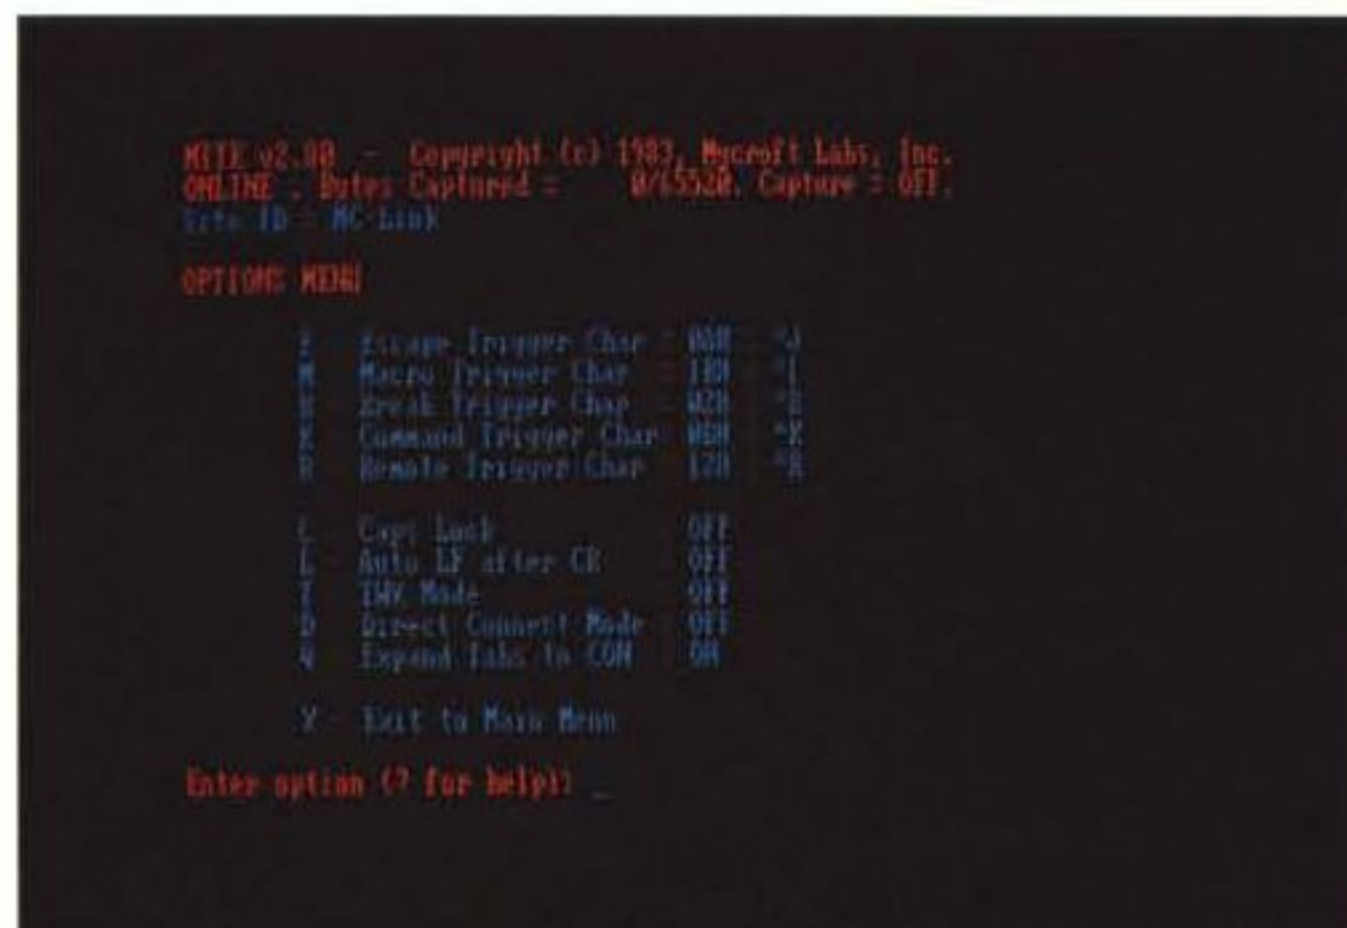 MITE v2.80 - Copyright (c) 1983, Mycroft Labs, Inc.
ONLINE. Bytes Captured = 0/65520. Capture = OFF.
Site ID - MC-Link
OPTIONS MENU
Escape Trigger Char ^J
M - Macro Trigger Char
B - Break Trigger Char ^B
Command Trigger Char
R - Remote Trigger Char 12H ^R
C - Caps Lock OFF
L - Auto LF after CR OFF
T - TWX Mode OFF
D - Direct Connect Mode OFF
Expand Tabs to CON ON
X - Exit to Main Menu
Enter option (? for help): _